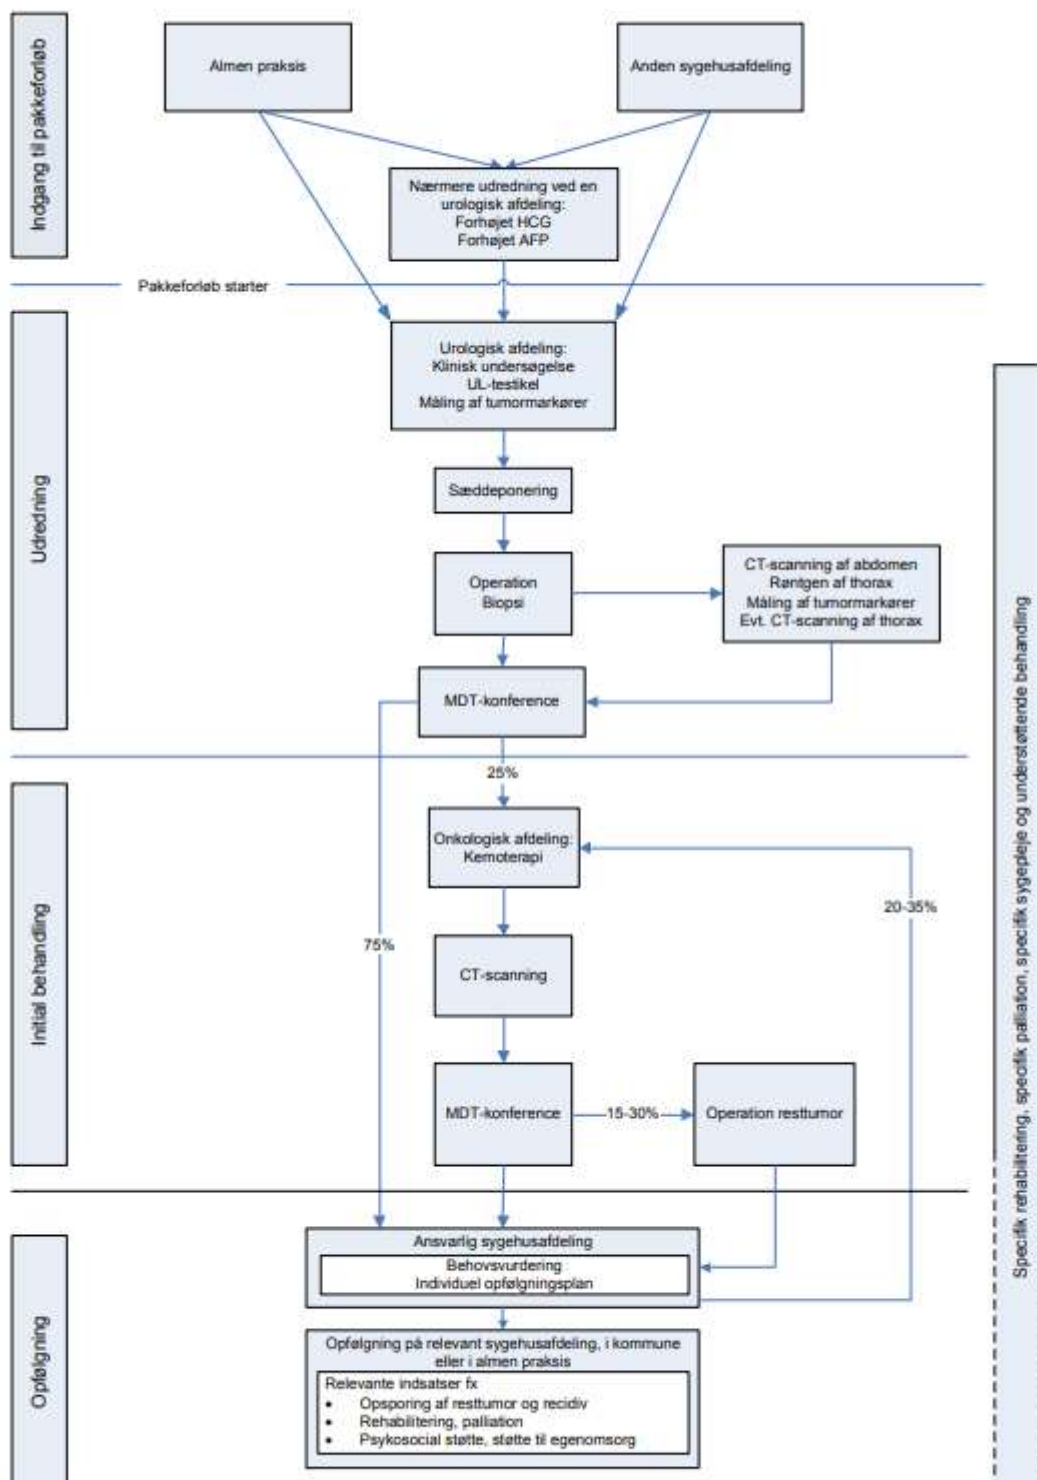 Indgang til pakkeforløb
Almen praksis
Anden sygehusafdeling
Nærmere udredning ved en
urologisk afdeling:
Forhøjet HCG
Forhøjet AFP
Pakkeforløb starter
Udredning
Urologisk afdeling:
Klinisk undersøgelse
UL-testikel
Måling af tumormarkører
Sæddeponering
Operation
Biopsi
CT-scanning af abdomen
Røntgen af thorax
Måling af tumormarkører
Evt. CT-scanning af thorax
MDT-konference
25%
Initial behandling
Onkologisk afdeling:
Kemoterapi
20-35%
75%
CT-scanning
MDT-konference
15-30%
Operation resttumor
Opfølgning
Ansvarlig sygehusafdeling
Behovsvurdering
Individuel opfølgningsplan
Opfølgning på relevant sygehusafdeling, i kommune
eller i almen praksis
Relevante indsatser fx
• Opsporing af resttumor og recidiv
• Rehabilitering, palliation
• Psykosocial støtte, støtte til egenomsorg
Specifik rehabilitering, specifik palliation, specifik sygepleje og understøttende behandling